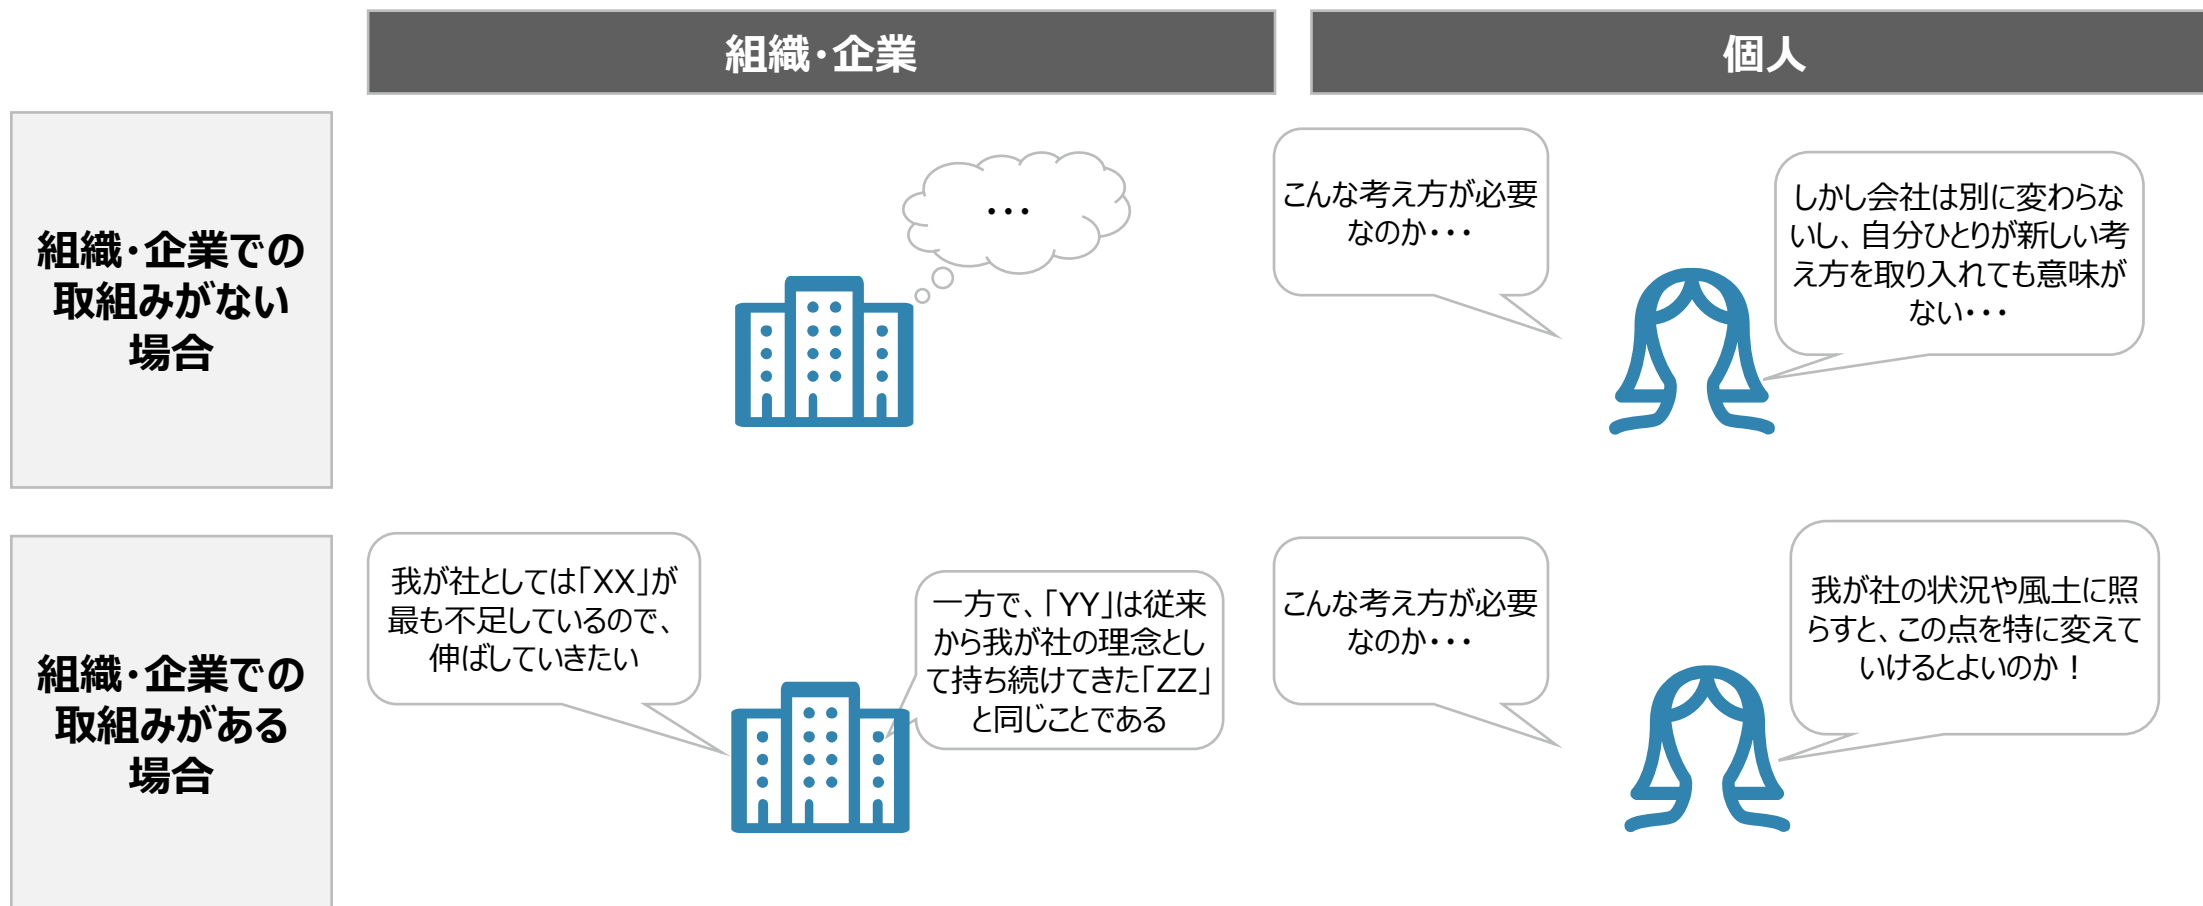 組織・企業
個人
組織・企業での
取組みがない
場合
・・・
こんな考え方が必要
なのか・・・
しかし会社は別に変わらな
いし、自分ひとりが新しい考
え方を取り入れても意味が
ない・・・
組織・企業での
取組みがある
場合
我が社としては「XX」が
最も不足しているので、
伸ばしていきたい
一方で、「YY」は従来
から我が社の理念とし
て持ち続けてきた「ZZ」
と同じことである
こんな考え方が必要
なのか・・・
我が社の状況や風土に照
らすと、この点を特に変えて
いけるとよいのか！